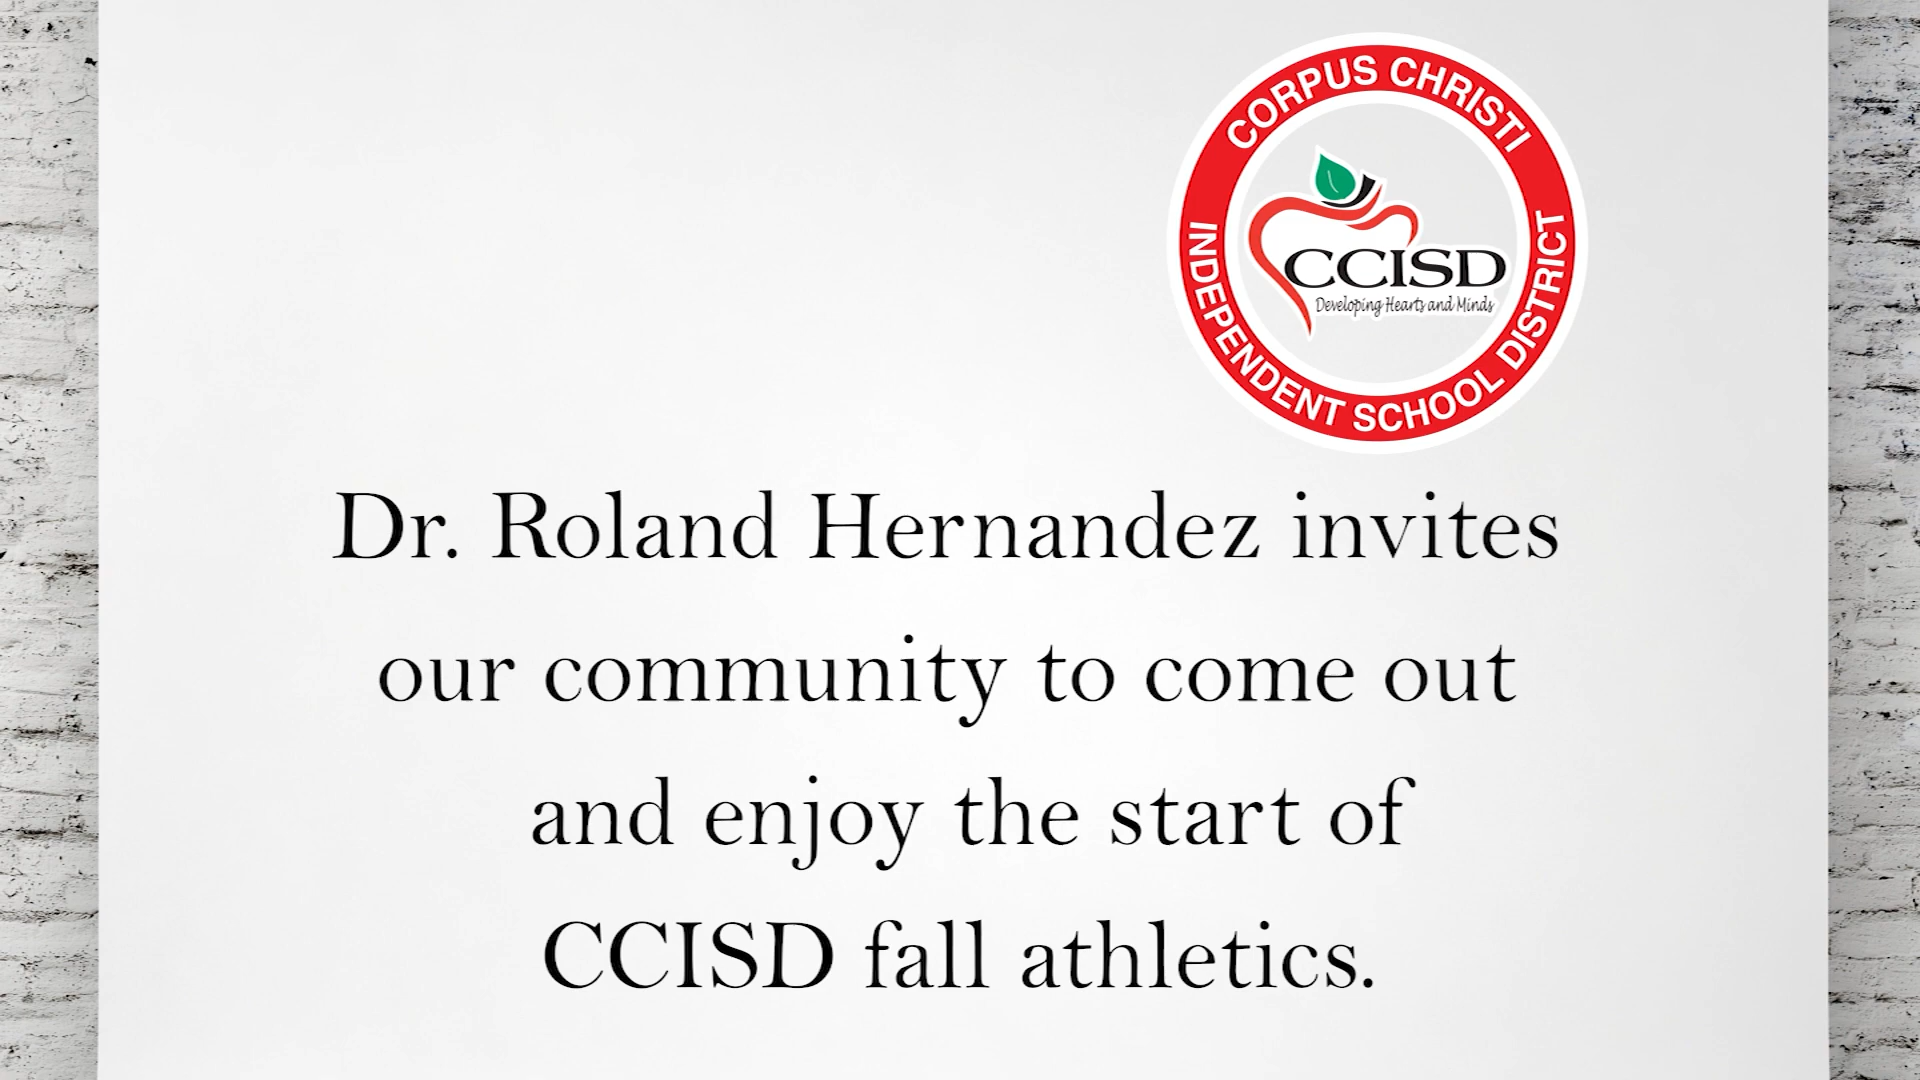 CORPUS CHRISTI
INDEPENDENT SCHOOL DISTRICT
CCISD
Developing Hearts and Minds
Dr. Roland Hernandez invites
our community to come out
and enjoy the start of
CCISD fall athletics.